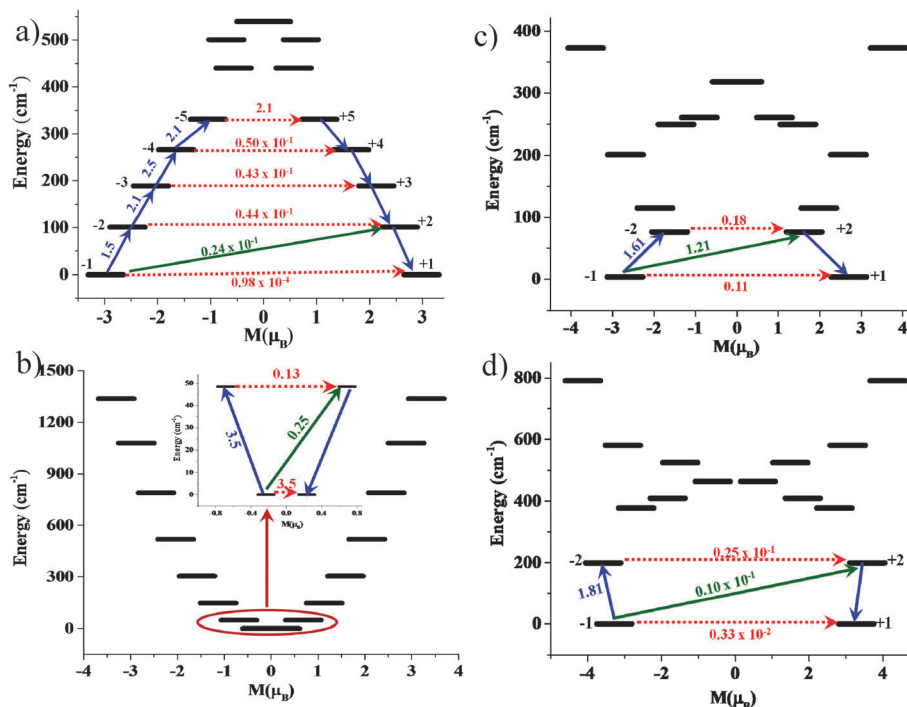 a)
Energy (cm⁻¹)
500
400
300
200
100
0
-5
2.1
+5
2.1
-4
0.50 x 10⁻¹
+4
2.5
-3
0.43 x 10⁻¹
+3
2.1
-2
0.44 x 10⁻¹
+2
1.5
0.24 x 10⁻¹
-1
0.98 x 10⁻⁴
+1
-3 -2 -1 0 1 2 3
M(μB)
c)
Energy (cm⁻¹)
400
300
200
100
0
-2
0.18
+2
1.61
1.21
-1
0.11
+1
-4 -3 -2 -1 0 1 2 3 4
M(μB)
b)
Energy (cm⁻¹)
1500
1200
900
600
300
0
Energy (cm⁻¹)
50
40
30
20
10
0
0.13
3.5
0.25
3.5
-0.8 -0.4 0.0 0.4 0.8
M(μB)
-4 -3 -2 -1 0 1 2 3 4
M(μB)
d)
Energy (cm⁻¹)
800
600
400
200
0
-2
0.25 x 10⁻¹
+2
1.81
0.10 x 10⁻¹
-1
0.33 x 10⁻²
+1
-4 -3 -2 -1 0 1 2 3 4
M(μB)